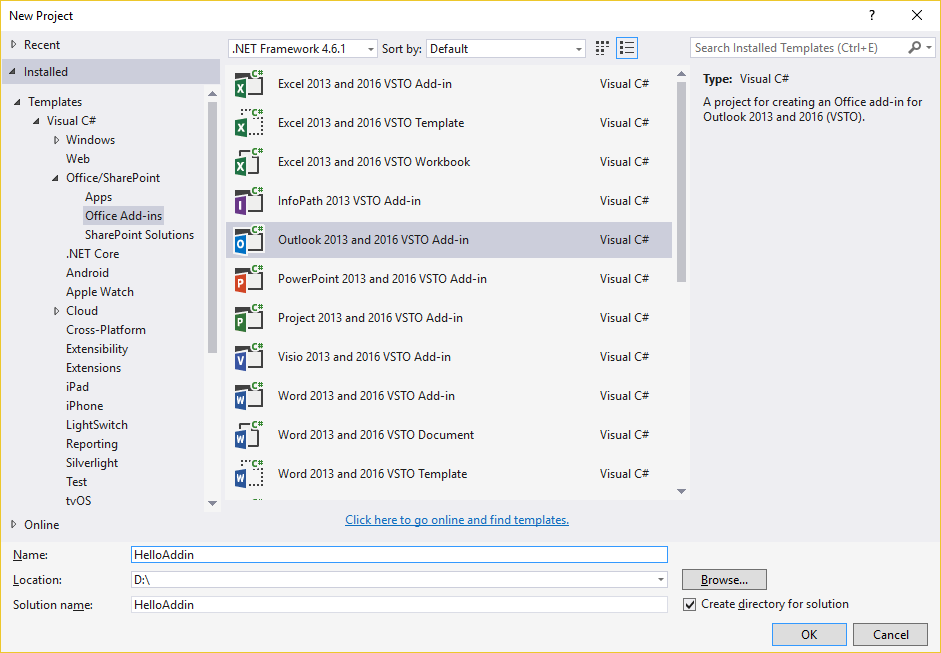 New Project
?
Recent
Installed
Templates
Visual C#
Windows
Web
Office/SharePoint
Apps
Office Add-ins
SharePoint Solutions
.NET Core
Android
Apple Watch
Cloud
Cross-Platform
Extensibility
Extensions
iPad
iPhone
LightSwitch
Reporting
Silverlight
Test
tvOS
Online
.NET Framework 4.6.1 Sort by: Default
Excel 2013 and 2016 VSTO Add-in Visual C#
Excel 2013 and 2016 VSTO Template Visual C#
Excel 2013 and 2016 VSTO Workbook Visual C#
InfoPath 2013 VSTO Add-in Visual C#
Outlook 2013 and 2016 VSTO Add-in Visual C#
PowerPoint 2013 and 2016 VSTO Add-in Visual C#
Project 2013 and 2016 VSTO Add-in Visual C#
Visio 2013 and 2016 VSTO Add-in Visual C#
Word 2013 and 2016 VSTO Add-in Visual C#
Word 2013 and 2016 VSTO Document Visual C#
Word 2013 and 2016 VSTO Template Visual C#
Click here to go online and find templates.
Search Installed Templates (Ctrl+E)
Type: Visual C#
A project for creating an Office add-in for
Outlook 2013 and 2016 (VSTO).
Name: HelloAddin
Location: D:\ Browse...
Solution name: HelloAddin Create directory for solution
OK Cancel